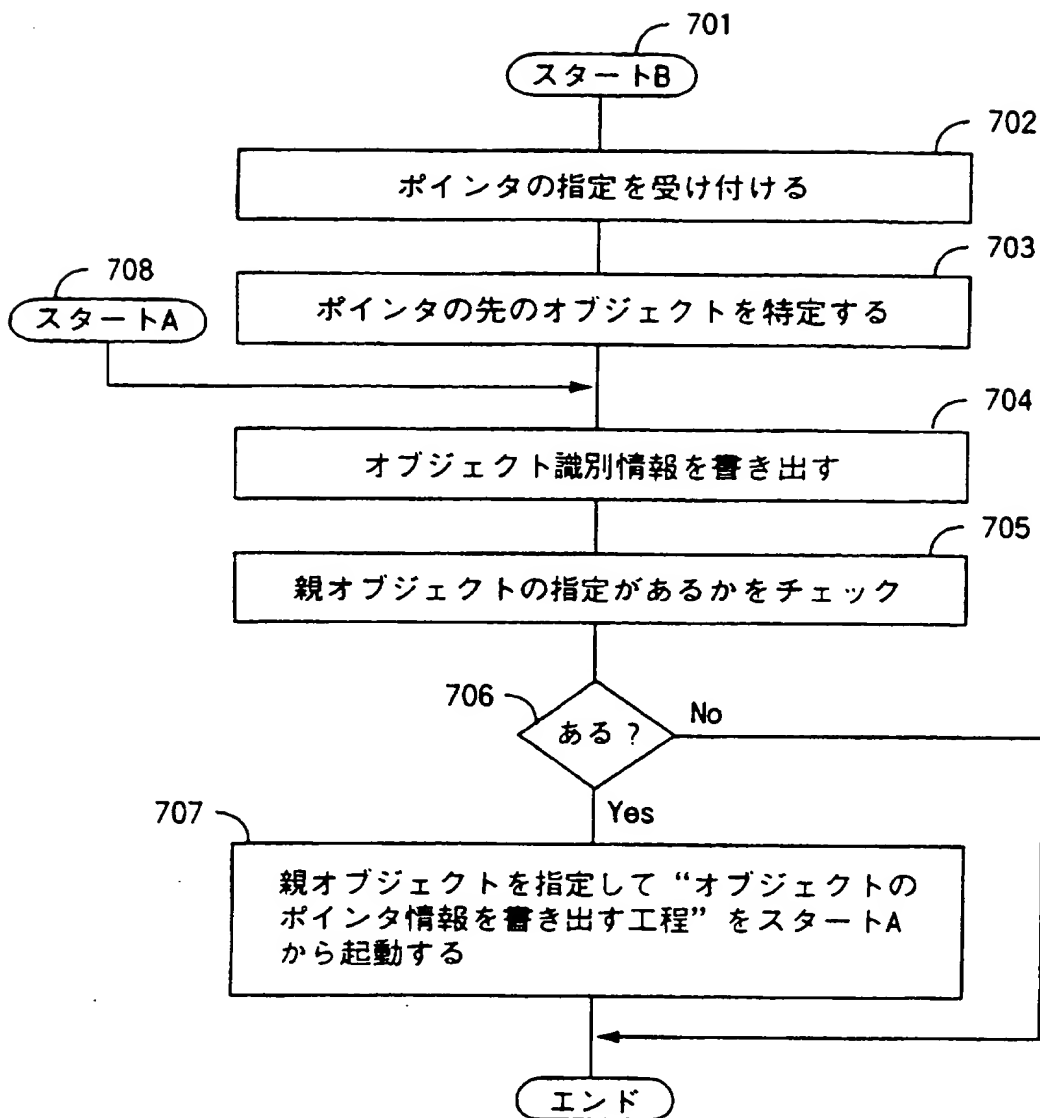 701
スタートB
702
ポインタの指定を受け付ける
703
708
スタートA
ポインタの先のオブジェクトを特定する
704
オブジェクト識別情報を書き出す
705
親オブジェクトの指定があるかをチェック
706
ある？
No
Yes
707
親オブジェクトを指定して“オブジェクトの
ポインタ情報を書き出す工程”をスタートA
から起動する
エンド